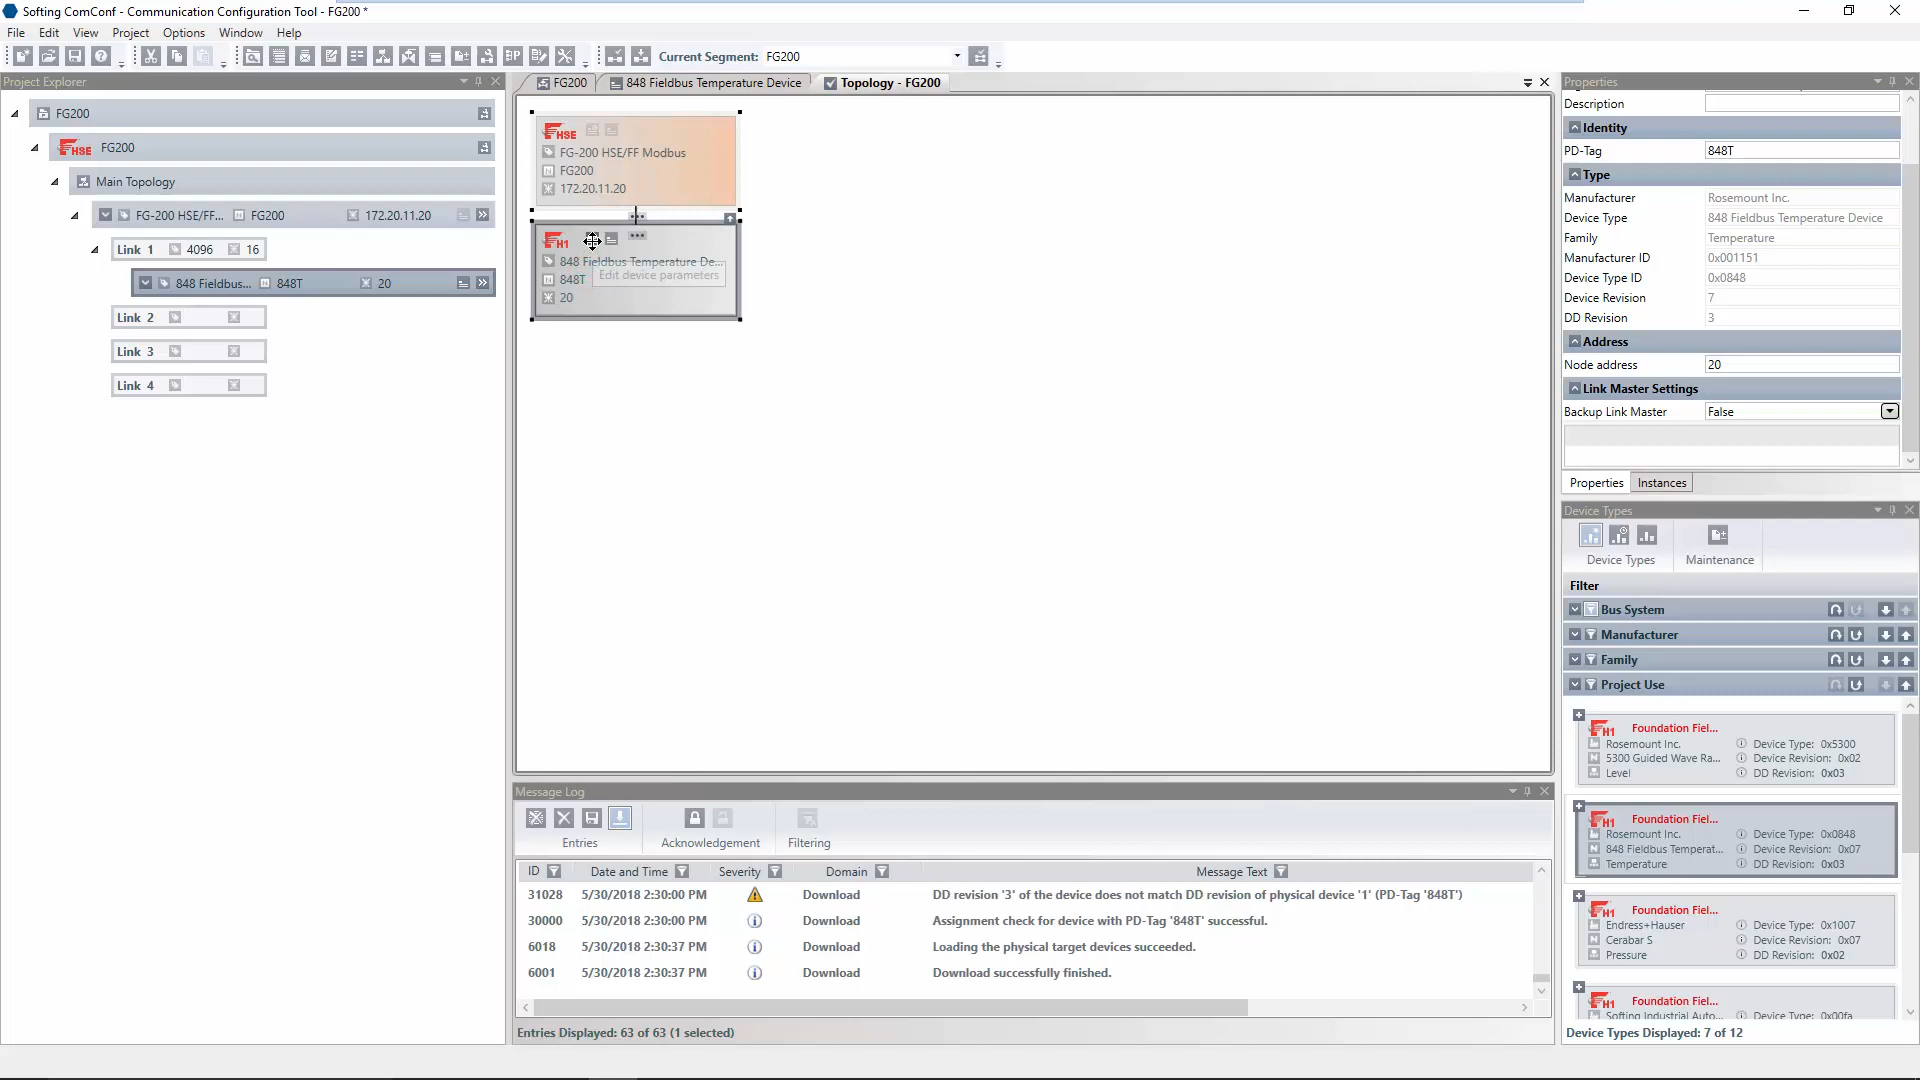 Softing ComConf - Communication Configuration Tool - FG200 *
File Edit View Project Options Window Help
Current Segment: FG200
Project Explorer
FG200
HSE FG200
Main Topology
FG-200 HSE/FF... FG200 172.20.11.20
Link 1 4096 16
848 Fieldbus... 848T 20
Link 2
Link 3
Link 4
FG200 848 Fieldbus Temperature Device Topology - FG200
HSE
FG-200 HSE/FF Modbus
FG200
172.20.11.20
H1
848 Fieldbus Temperature De...
848T
Edit device parameters
20
Message Log
Entries Acknowledgement Filtering
ID Date and Time Severity Domain Message Text
31028 5/30/2018 2:30:00 PM Download DD revision '3' of the device does not match DD revision of physical device '1' (PD-Tag '848T')
30000 5/30/2018 2:30:00 PM Download Assignment check for device with PD-Tag '848T' successful.
6018 5/30/2018 2:30:37 PM Download Loading the physical target devices succeeded.
6001 5/30/2018 2:30:37 PM Download Download successfully finished.
Entries Displayed: 63 of 63 (1 selected)
Properties
Description
Identity
PD-Tag 848T
Type
Manufacturer Rosemount Inc.
Device Type 848 Fieldbus Temperature Device
Family Temperature
Manufacturer ID 0x001151
Device Type ID 0x0848
Device Revision 7
DD Revision 3
Address
Node address 20
Link Master Settings
Backup Link Master False
Properties Instances
Device Types
Device Types Maintenance
Filter
Bus System
Manufacturer
Family
Project Use
H1 Foundation Fiel...
Rosemount Inc. Device Type: 0x5300
5300 Guided Wave Ra... Device Revision: 0x02
Level DD Revision: 0x03
H1 Foundation Fiel...
Rosemount Inc. Device Type: 0x0848
848 Fieldbus Temperat... Device Revision: 0x07
Temperature DD Revision: 0x03
H1 Foundation Fiel...
Endress+Hauser Device Type: 0x1007
Cerabar S Device Revision: 0x07
Pressure DD Revision: 0x02
H1 Foundation Fiel...
Softing Industrial Auto... Device Type: 0x00fa
Device Types Displayed: 7 of 12